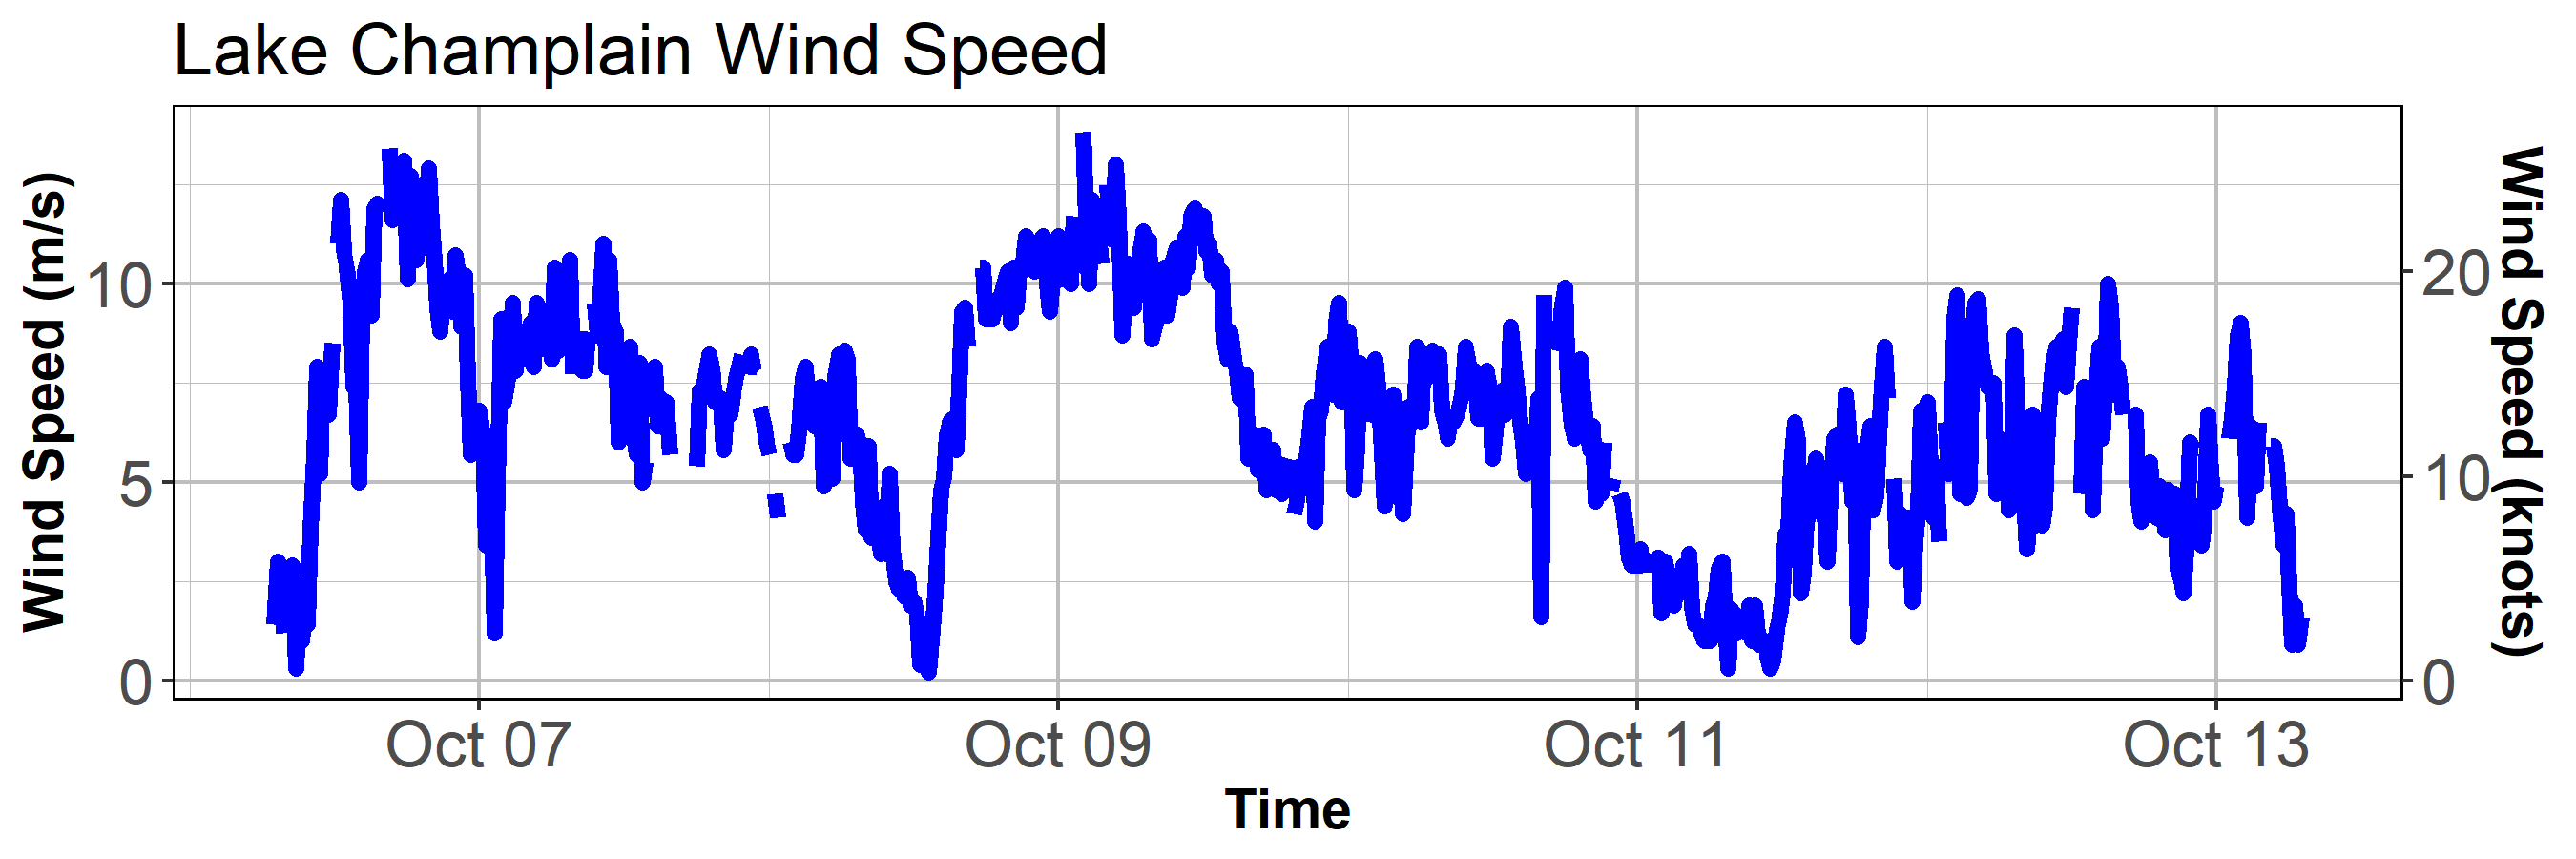 Lake Champlain Wind Speed
Wind Speed (m/s)
10
5
0
20
10
0
Wind Speed (knots)
Oct 07
Oct 09
Oct 11
Oct 13
Time